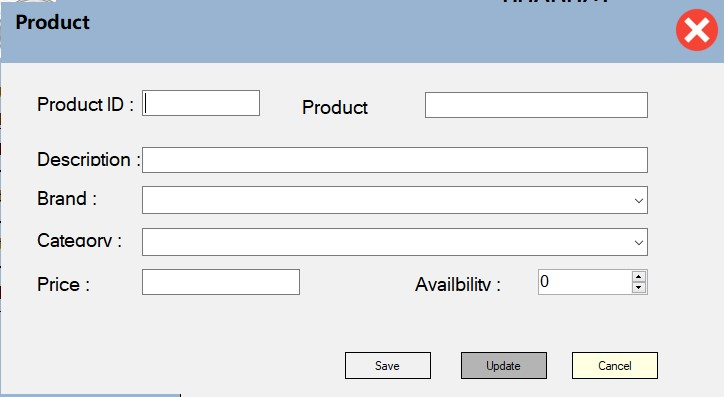 Product
Product ID :
Product
Description :
Brand :
Category :
Price :
Availbility :
0
Save
Update
Cancel